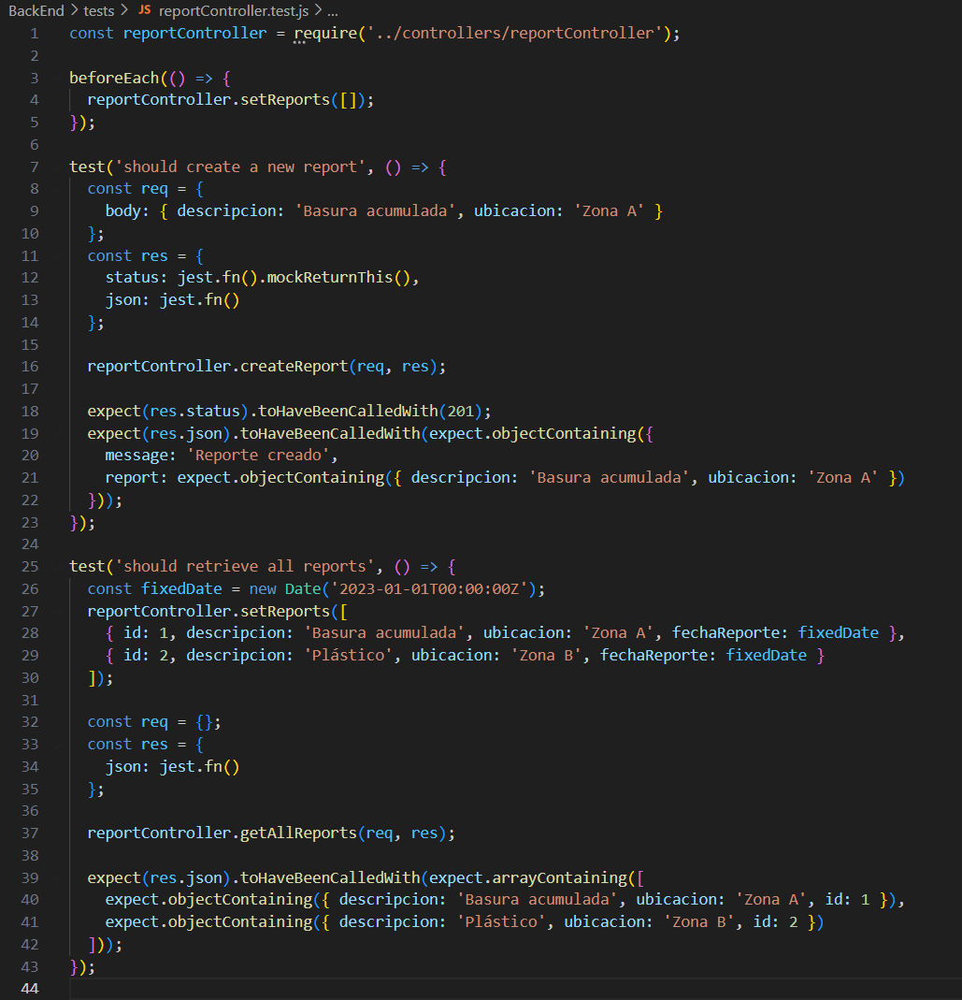 BackEnd > tests > JS reportController.test.js > ...
1 const reportController = require('../controllers/reportController');
2
3 beforeEach(() => {
4   reportController.setReports([]);
5 });
6
7 test('should create a new report', () => {
8   const req = {
9     body: { descripcion: 'Basura acumulada', ubicacion: 'Zona A' }
10   };
11   const res = {
12     status: jest.fn().mockReturnThis(),
13     json: jest.fn()
14   };
15
16   reportController.createReport(req, res);
17
18   expect(res.status).toHaveBeenCalledWith(201);
19   expect(res.json).toHaveBeenCalledWith(expect.objectContaining({
20     message: 'Reporte creado',
21     report: expect.objectContaining({ descripcion: 'Basura acumulada', ubicacion: 'Zona A' })
22   }));
23 });
24
25 test('should retrieve all reports', () => {
26   const fixedDate = new Date('2023-01-01T00:00:00Z');
27   reportController.setReports([
28     { id: 1, descripcion: 'Basura acumulada', ubicacion: 'Zona A', fechaReporte: fixedDate },
29     { id: 2, descripcion: 'Plástico', ubicacion: 'Zona B', fechaReporte: fixedDate }
30   ]);
31
32   const req = {};
33   const res = {
34     json: jest.fn()
35   };
36
37   reportController.getAllReports(req, res);
38
39   expect(res.json).toHaveBeenCalledWith(expect.arrayContaining([
40     expect.objectContaining({ descripcion: 'Basura acumulada', ubicacion: 'Zona A', id: 1 }),
41     expect.objectContaining({ descripcion: 'Plástico', ubicacion: 'Zona B', id: 2 })
42   ]));
43 });
44